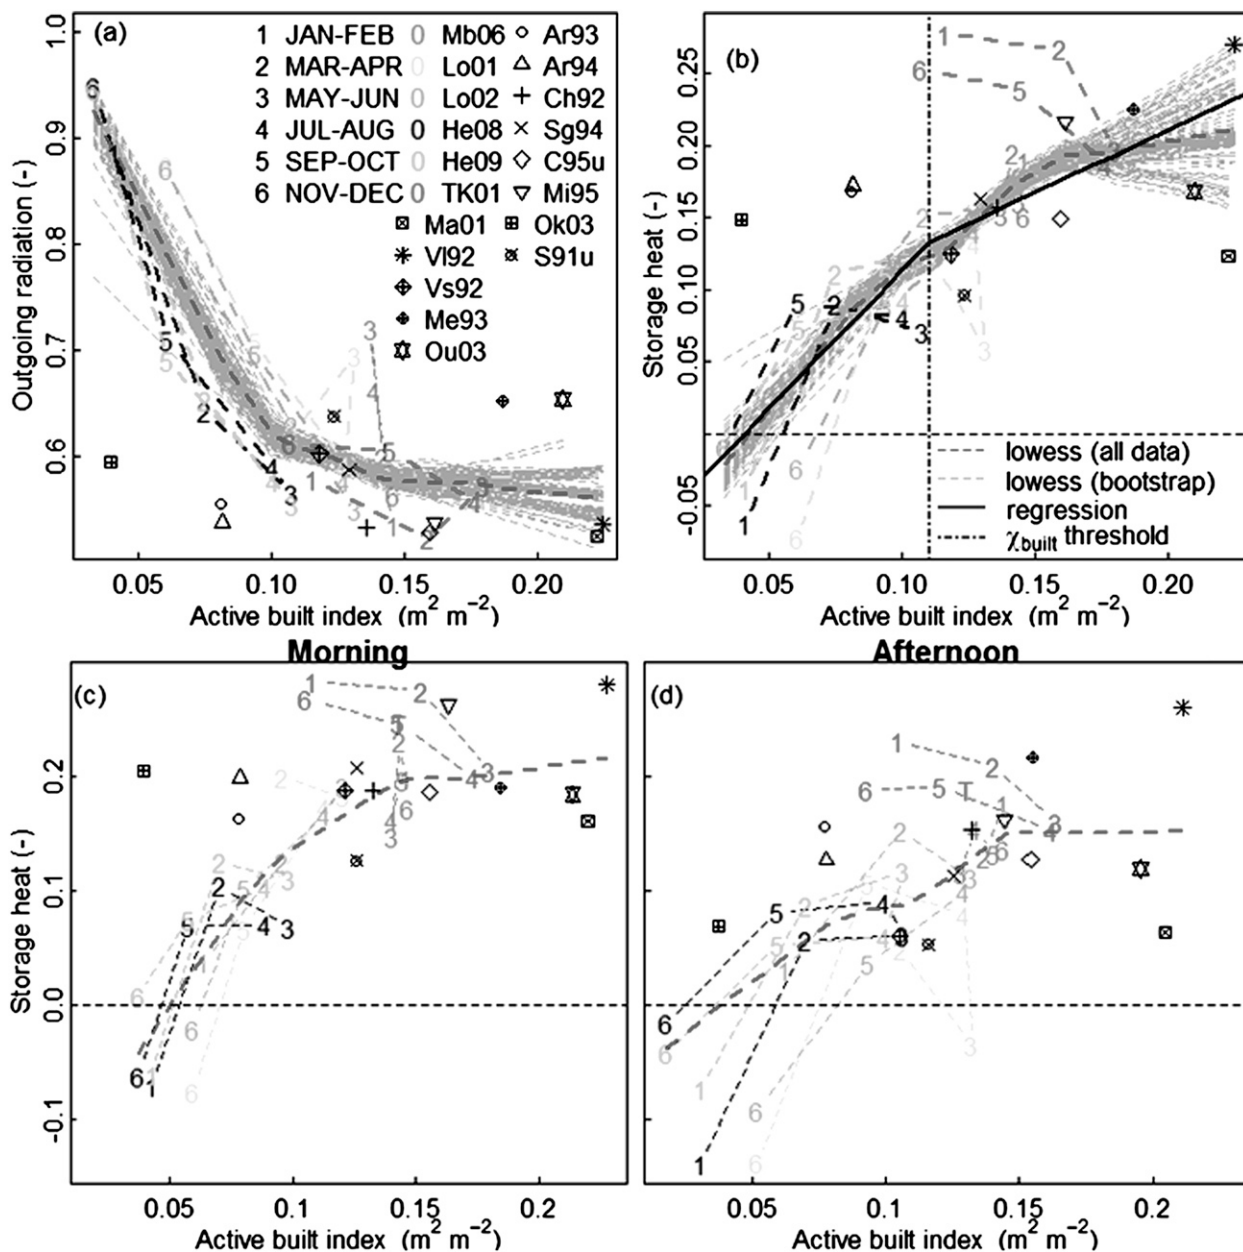 (a)
1 JAN-FEB 0 Mb06 Ar93
2 MAR-APR 0 Lo01 Ar94
3 MAY-JUN 0 Lo02 Ch92
4 JUL-AUG 0 He08 Sg94
5 SEP-OCT 0 He09 C95u
6 NOV-DEC 0 TK01 Mi95
Ma01 Ok03
Vl92 S91u
Vs92
Me93
Ou03
Outgoing radiation (-)
1.0
0.9
0.8
0.7
0.6
0.05 0.10 0.15 0.20
Active built index (m² m⁻²)
(b)
Storage heat (-)
0.25
0.20
0.15
0.10
0.05
-0.05
lowess (all data)
lowess (bootstrap)
regression
χbuilt threshold
0.05 0.10 0.15 0.20
Active built index (m² m⁻²)
Morning
(c)
Storage heat (-)
0.2
0.1
0.0
-0.1
0.05 0.1 0.15 0.2
Active built index (m² m⁻²)
Afternoon
(d)
0.05 0.1 0.15 0.2
Active built index (m² m⁻²)